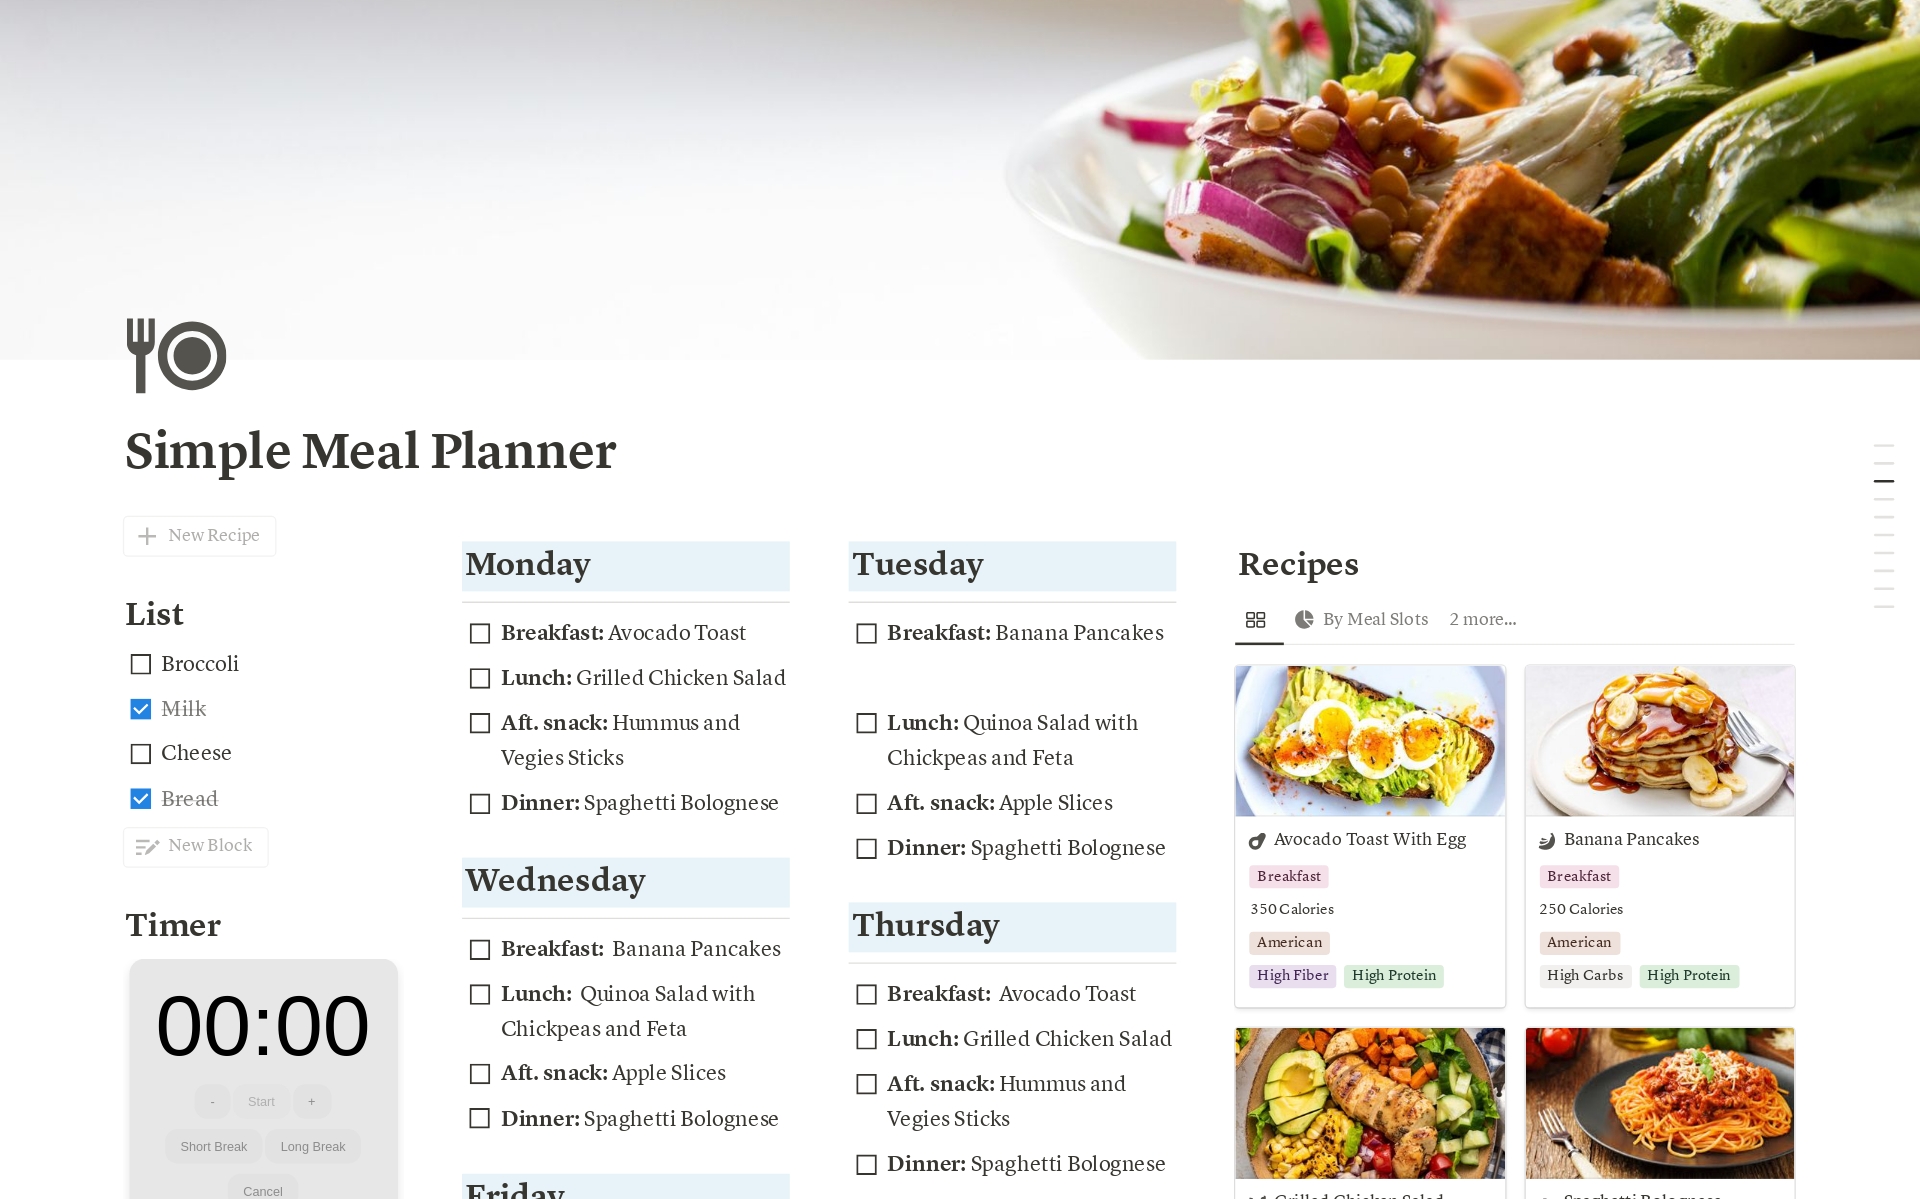 Simple Meal Planner
New Recipe
List
Broccoli
Milk
Cheese
Bread
New Block
Timer
00:00
- Start +
Short Break Long Break
Cancel
Monday
Breakfast: Avocado Toast
Lunch: Grilled Chicken Salad
Aft. snack: Hummus and
Vegies Sticks
Dinner: Spaghetti Bolognese
Wednesday
Breakfast: Banana Pancakes
Lunch: Quinoa Salad with
Chickpeas and Feta
Aft. snack: Apple Slices
Dinner: Spaghetti Bolognese
Friday
Tuesday
Breakfast: Banana Pancakes
Lunch: Quinoa Salad with
Chickpeas and Feta
Aft. snack: Apple Slices
Dinner: Spaghetti Bolognese
Thursday
Breakfast: Avocado Toast
Lunch: Grilled Chicken Salad
Aft. snack: Hummus and
Vegies Sticks
Dinner: Spaghetti Bolognese
Recipes
By Meal Slots 2 more...
Avocado Toast With Egg
Breakfast
350 Calories
American
High Fiber High Protein
Banana Pancakes
Breakfast
250 Calories
American
High Carbs High Protein
Grilled Chicken Salad
Spaghetti Bolognese